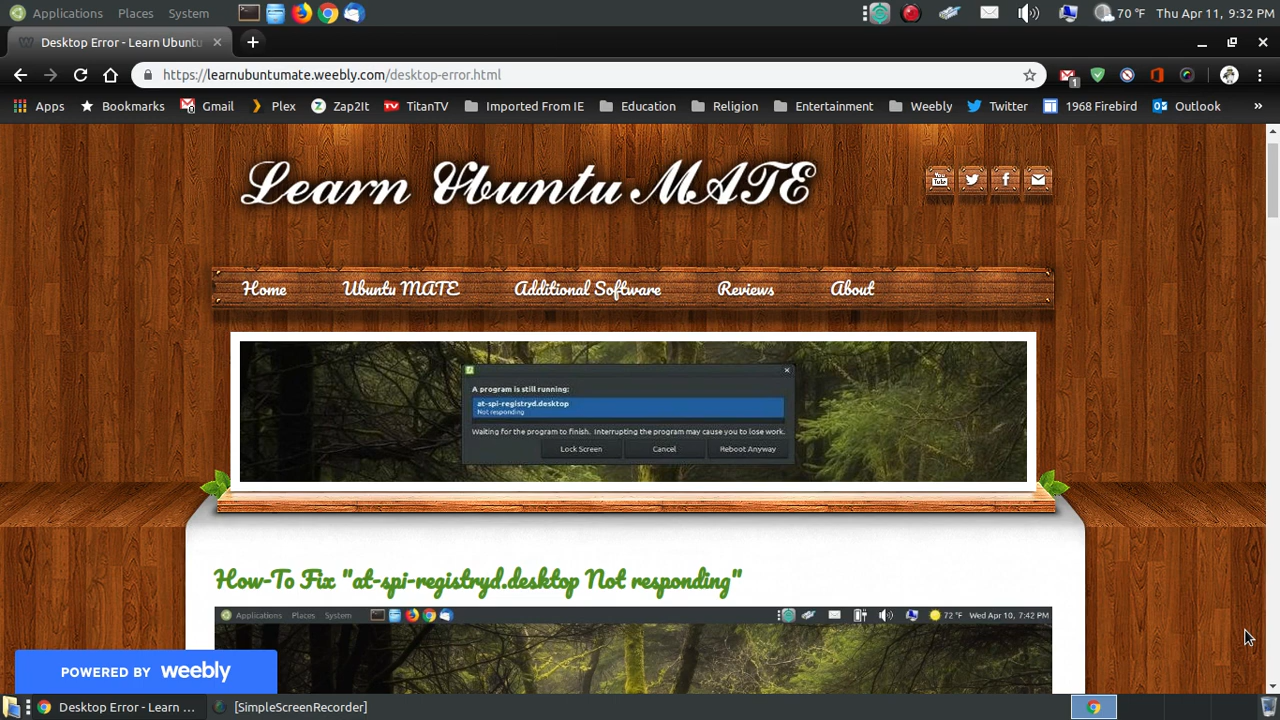 Applications Places System 70 °F Thu Apr 11, 9:32 PM
Desktop Error - Learn Ubuntu
https://learnubuntumate.weebly.com/desktop-error.html 1
Apps Bookmarks Gmail Plex Zap2It TitanTV Imported From IE Education Religion Entertainment Weebly Twitter 1968 Firebird Outlook »
Learn Ubuntu MATE
You Tube
Home Ubuntu MATE Additional Software Reviews About
A program is still running:
at-spi-registryd.desktop
Not responding
Waiting for the program to finish. Interrupting the program may cause you to lose work.
Lock Screen Cancel Reboot Anyway
How-To Fix "at-spi-registryd.desktop Not responding"
Applications Places System 72 °F Wed Apr 10, 7:42 PM
POWERED BY weebly
Desktop Error - Learn ... [SimpleScreenRecorder]